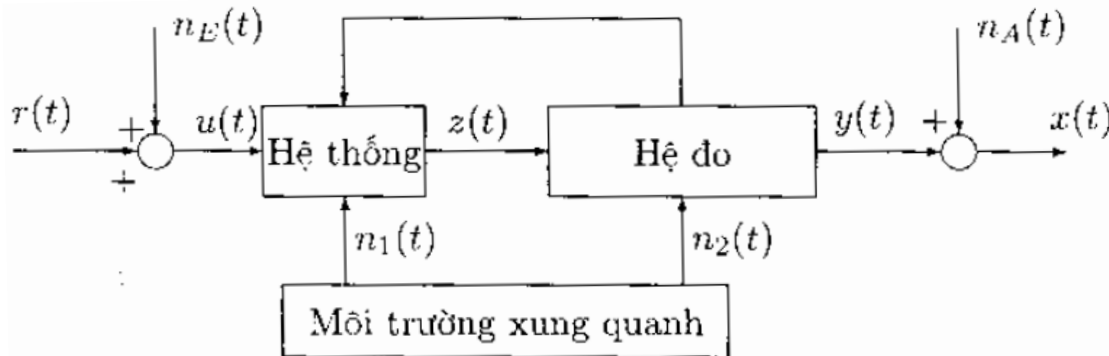 n_E(t)
n_A(t)
r(t)
+
u(t)
z(t)
y(t)
+
x(t)
Hệ thống
Hệ đo
+
n_1(t)
n_2(t)
Môi trường xung quanh